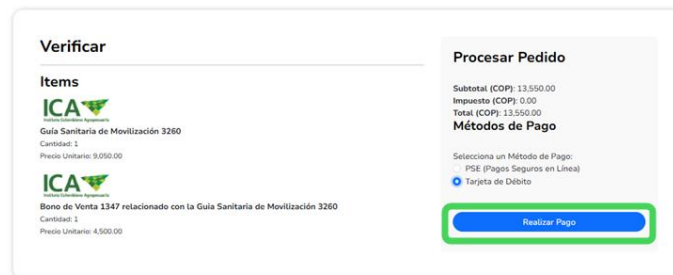 Verificar
Items
ICA
Instituto Colombiano Agropecuario
Guía Sanitaria de Movilización 3260
Cantidad: 1
Precio Unitario: 9,050.00
ICA
Instituto Colombiano Agropecuario
Bono de Venta 1347 relacionado con la Guia Sanitaria de Movilización 3260
Cantidad: 1
Precio Unitario: 4,500.00
Procesar Pedido
Subtotal (COP): 13,550.00
Impuesto (COP): 0.00
Total (COP): 13,550.00
Métodos de Pago
Selecciona un Método de Pago:
PSE (Pagos Seguros en Línea)
Tarjeta de Débito
Realizar Pago